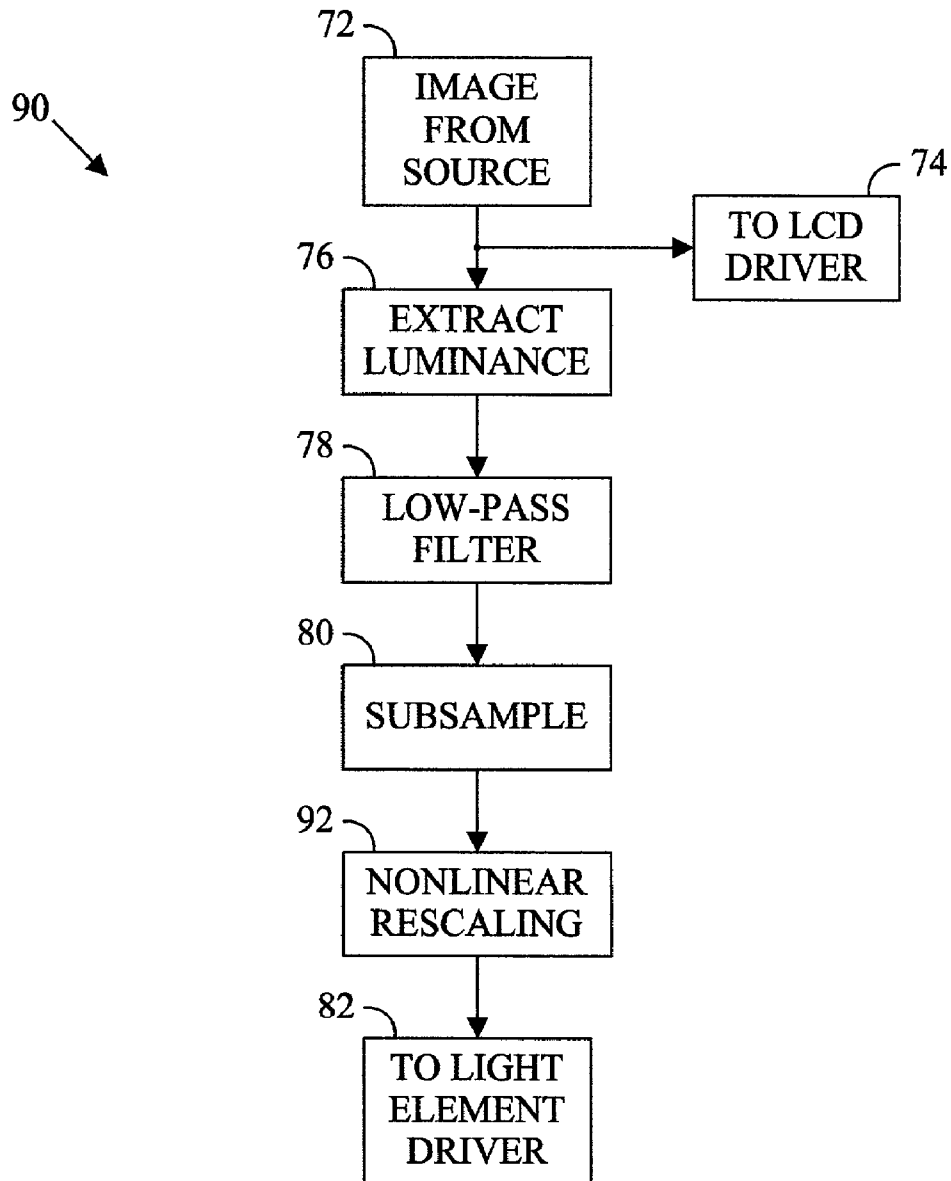 72
IMAGE
FROM
SOURCE
90
74
TO LCD
DRIVER
76
EXTRACT
LUMINANCE
78
LOW-PASS
FILTER
80
SUBSAMPLE
92
NONLINEAR
RESCALING
82
TO LIGHT
ELEMENT
DRIVER